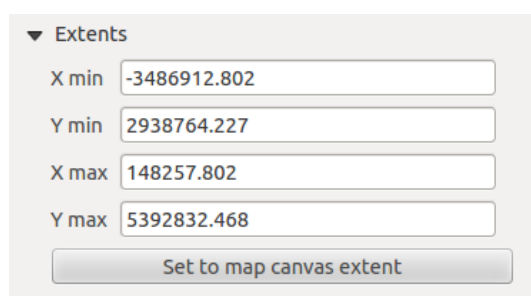 Extents
X min -3486912.802
Y min 2938764.227
X max 148257.802
Y max 5392832.468
Set to map canvas extent